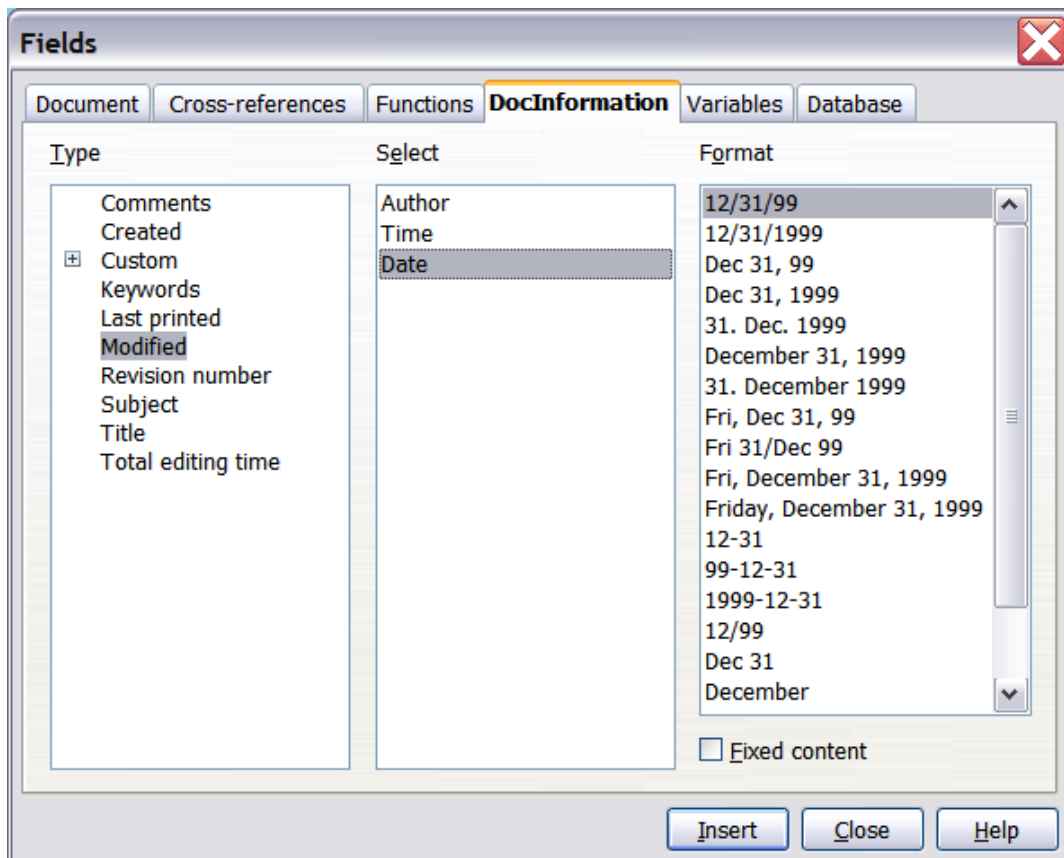 Fields
Document Cross-references Functions DocInformation Variables Database
Type
Comments
Created
Custom
Keywords
Last printed
Modified
Revision number
Subject
Title
Total editing time
Select
Author
Time
Date
Format
12/31/99
12/31/1999
Dec 31, 99
Dec 31, 1999
31. Dec. 1999
December 31, 1999
31. December 1999
Fri, Dec 31, 99
Fri 31/Dec 99
Fri, December 31, 1999
Friday, December 31, 1999
12-31
99-12-31
1999-12-31
12/99
Dec 31
December
Fixed content
Insert Close Help